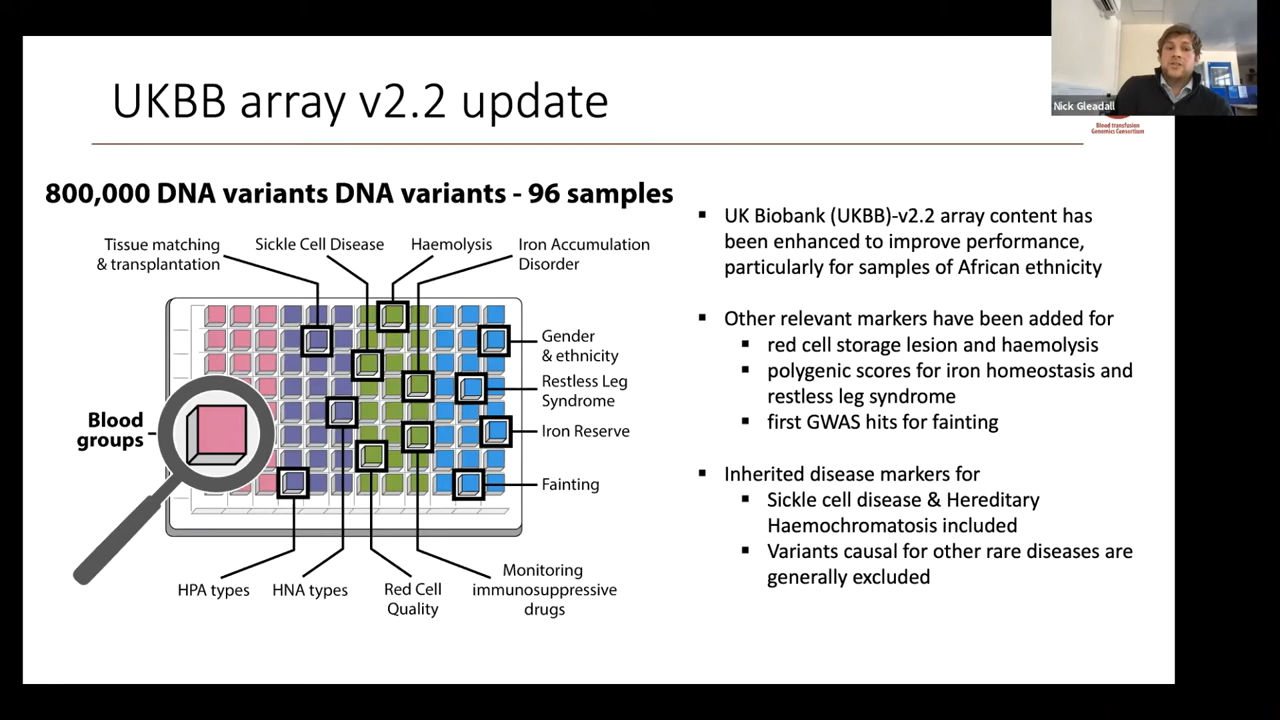 UKBB array v2.2 update
Nick Gleadall
Blood transfusion
Genomics Consortium
800,000 DNA variants DNA variants - 96 samples
Tissue matching
& transplantation
Sickle Cell Disease
Haemolysis
Iron Accumulation
Disorder
Gender
& ethnicity
Restless Leg
Syndrome
Iron Reserve
Fainting
Blood
groups
HPA types
HNA types
Red Cell
Quality
Monitoring
immunosuppressive
drugs
▪ UK Biobank (UKBB)-v2.2 array content has
been enhanced to improve performance,
particularly for samples of African ethnicity
▪ Other relevant markers have been added for
▪ red cell storage lesion and haemolysis
▪ polygenic scores for iron homeostasis and
restless leg syndrome
▪ first GWAS hits for fainting
▪ Inherited disease markers for
▪ Sickle cell disease & Hereditary
Haemochromatosis included
▪ Variants causal for other rare diseases are
generally excluded